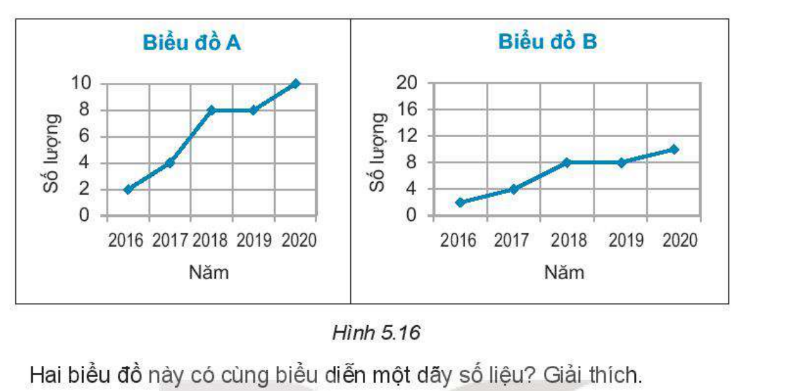 Biểu đồ A
Số lượng
10
8
6
4
2
0
2016 2017 2018 2019 2020
Năm
Biểu đồ B
Số lượng
20
16
12
8
4
0
2016 2017 2018 2019 2020
Năm
Hình 5.16
Hai biểu đồ này có cùng biểu diễn một dãy số liệu? Giải thích.